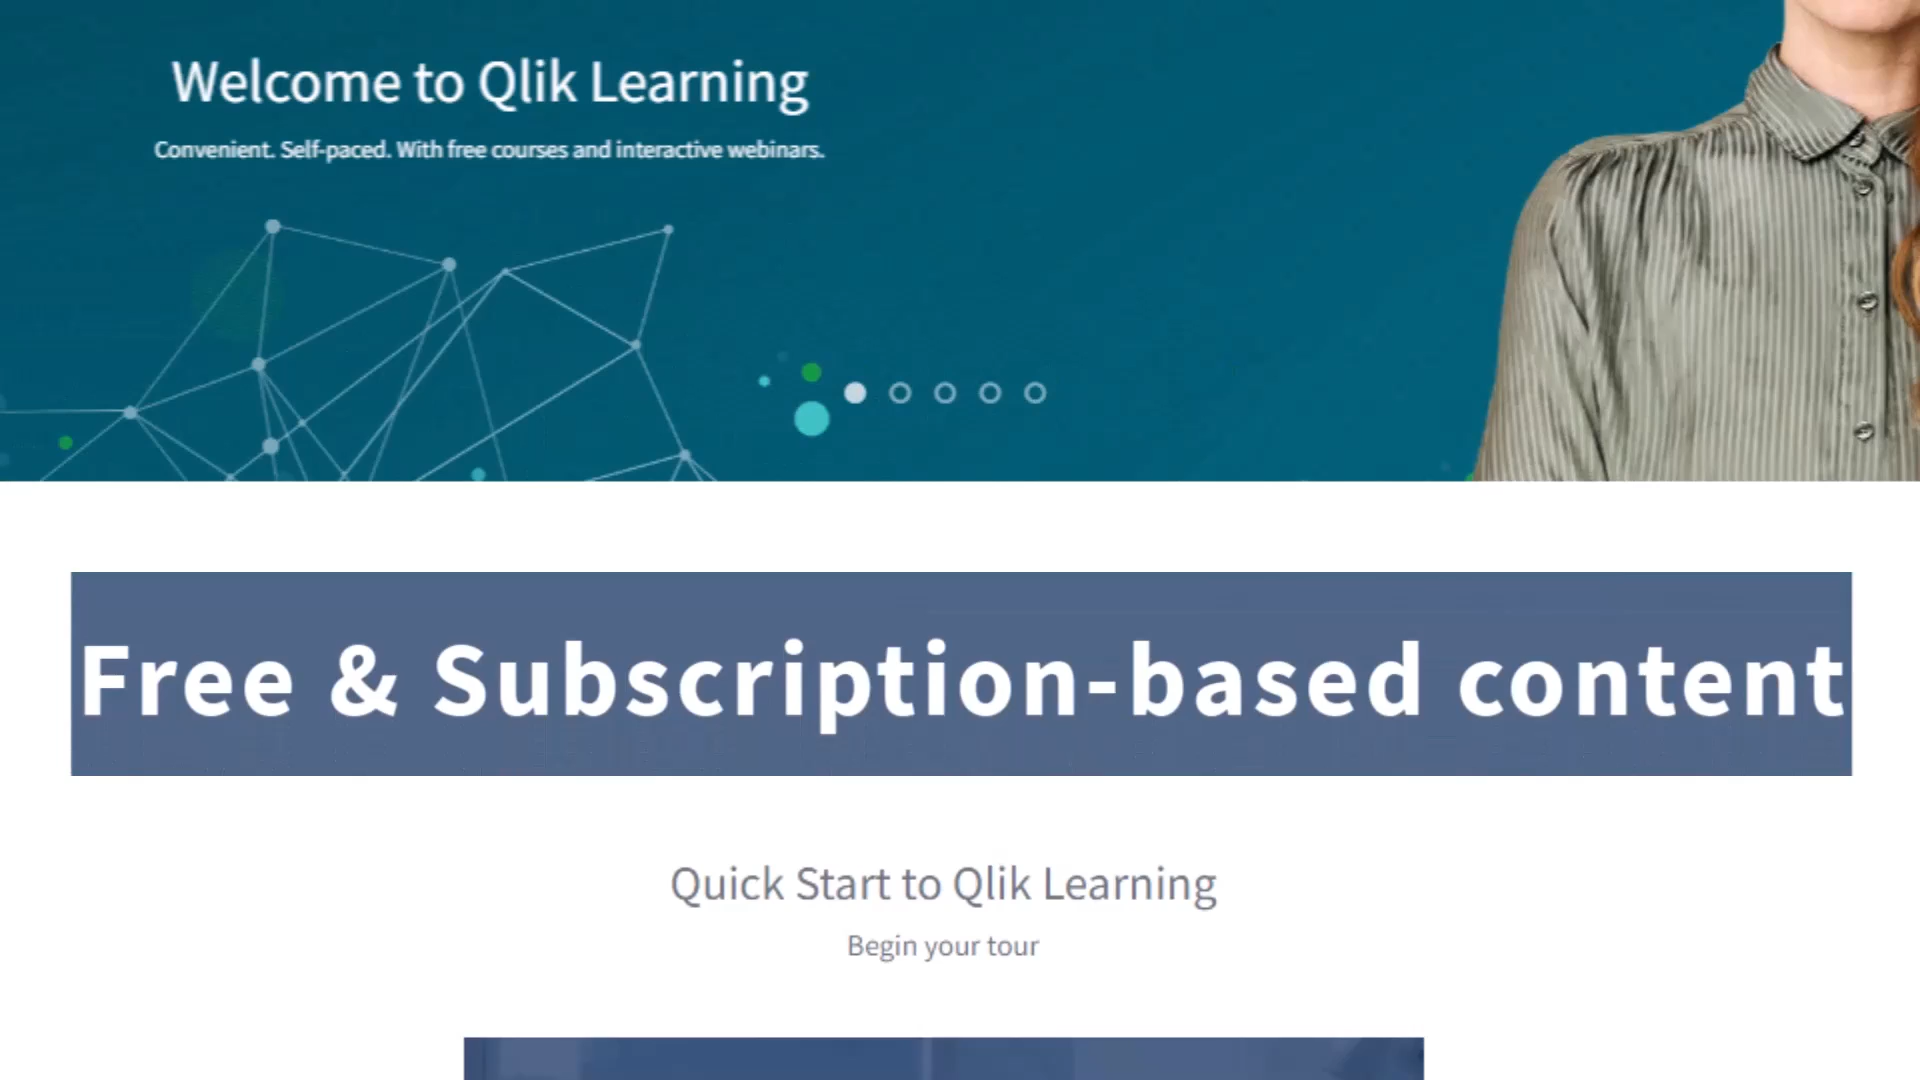 Welcome to Qlik Learning
Convenient. Self-paced. With free courses and interactive webinars.
Free & Subscription-based content
Quick Start to Qlik Learning
Begin your tour